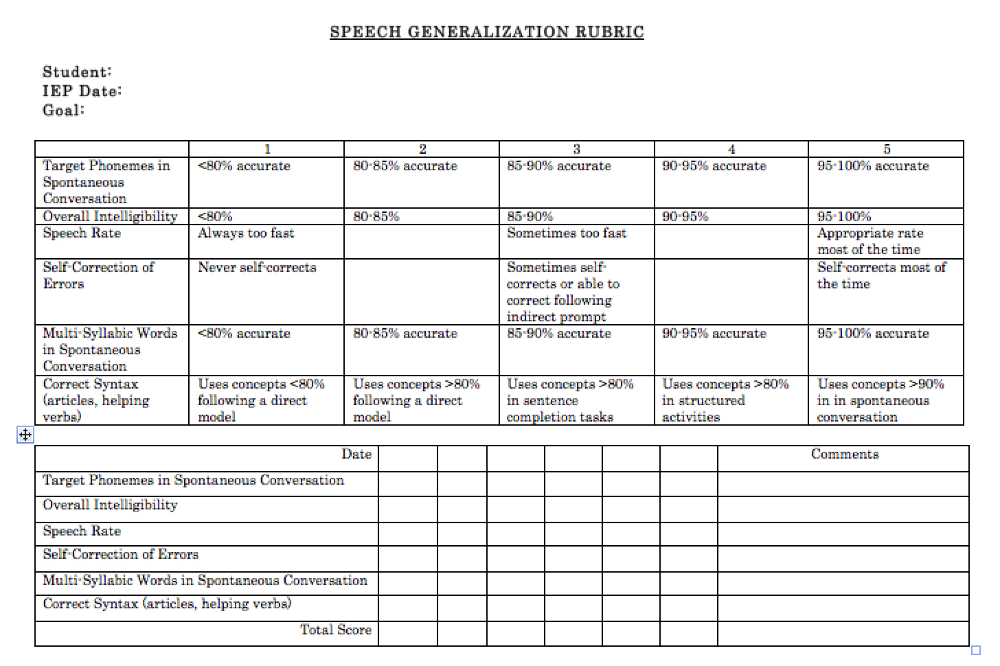 SPEECH GENERALIZATION RUBRIC
Student:
IEP Date:
Goal:
1 2 3 4 5
Target Phonemes in Spontaneous Conversation <80% accurate 80-85% accurate 85-90% accurate 90-95% accurate 95-100% accurate
Overall Intelligibility <80% 80-85% 85-90% 90-95% 95-100%
Speech Rate Always too fast Sometimes too fast Appropriate rate most of the time
Self-Correction of Errors Never self-corrects Sometimes self-corrects or able to correct following indirect prompt Self-corrects most of the time
Multi-Syllabic Words in Spontaneous Conversation <80% accurate 80-85% accurate 85-90% accurate 90-95% accurate 95-100% accurate
Correct Syntax (articles, helping verbs) Uses concepts <80% following a direct model Uses concepts >80% following a direct model Uses concepts >80% in sentence completion tasks Uses concepts >80% in structured activities Uses concepts >90% in in spontaneous conversation
Date Comments
Target Phonemes in Spontaneous Conversation
Overall Intelligibility
Speech Rate
Self-Correction of Errors
Multi-Syllabic Words in Spontaneous Conversation
Correct Syntax (articles, helping verbs)
Total Score